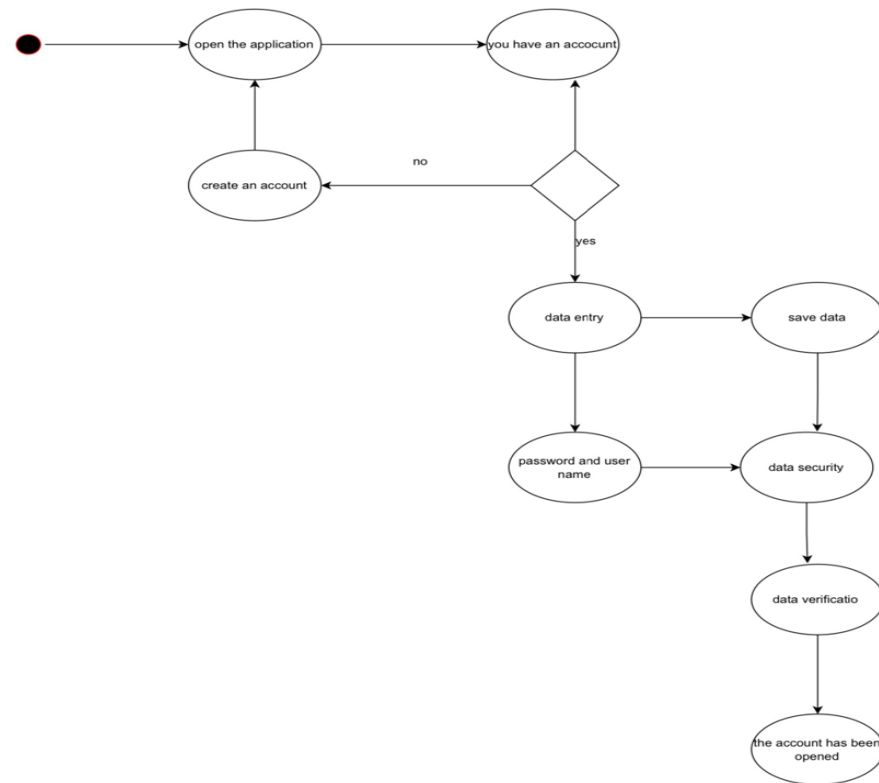 open the application
you have an accocunt
no
create an account
yes
data entry
save data
password and user
name
data security
data verificatio
the account has been
opened